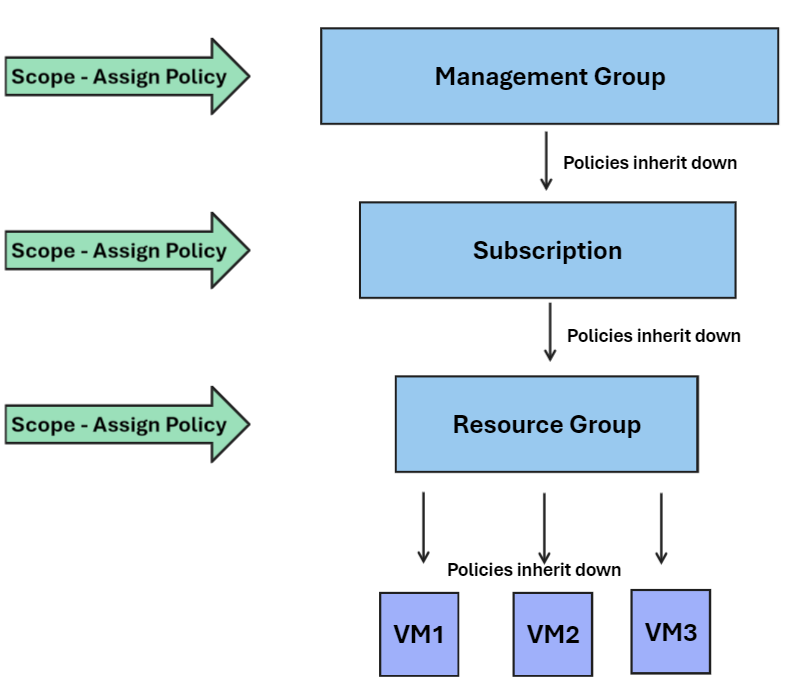 Scope - Assign Policy
Management Group
Policies inherit down
Scope - Assign Policy
Subscription
Policies inherit down
Scope - Assign Policy
Resource Group
Policies inherit down
VM1
VM2
VM3